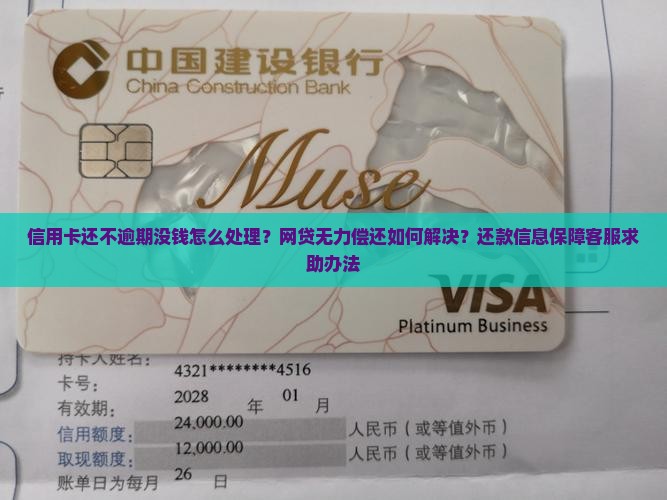 中国建设银行
China Construction Bank
Muse
信用卡还不逾期没钱怎么处理？网贷无力偿还如何解决？还款信息保障客服求
助办法
VISA
Platinum Business
持卡人姓名：
卡号： 4321********4516
有效期： 2028 年 01 月
信用额度： 24,000.00 人民币（或等值外币）
取现额度： 12,000.00 人民币（或等值外币）
账单日为每月 26 日